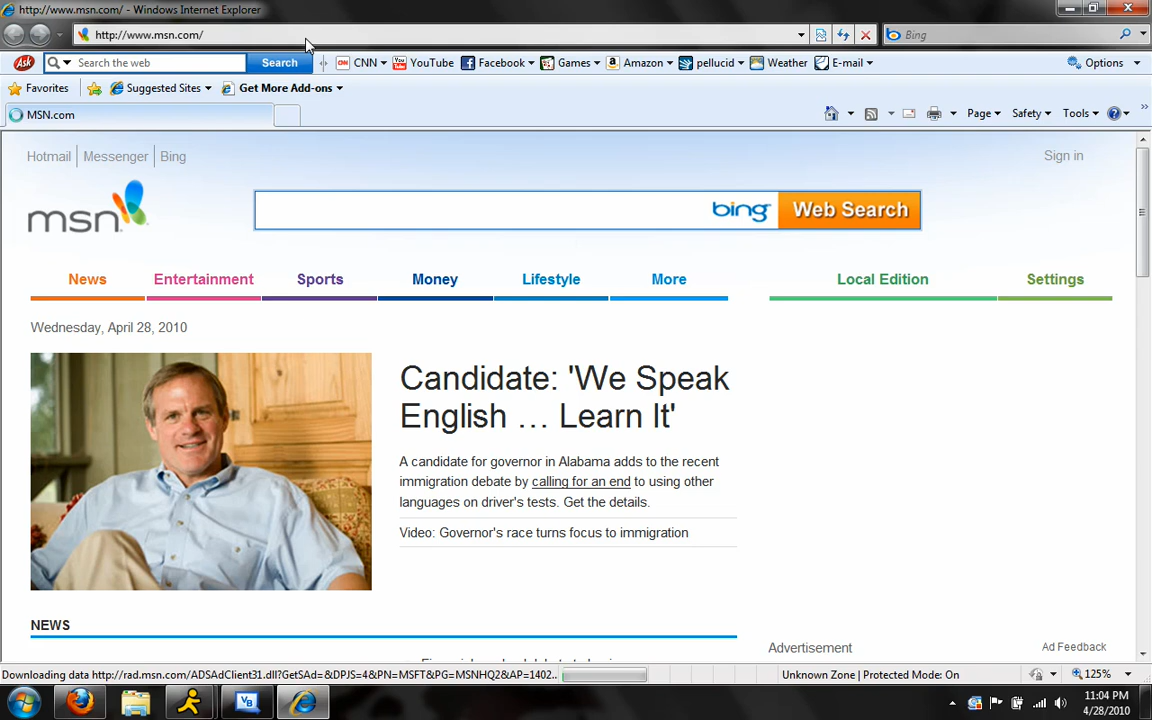 http://www.msn.com/ - Windows Internet Explorer
http://www.msn.com/
Bing
Ask
Search the web
Search
CNN
YouTube
Facebook
Games
Amazon
pellucid
Weather
E-mail
Options
Favorites
Suggested Sites
Get More Add-ons
MSN.com
Page
Safety
Tools
Hotmail
Messenger
Bing
Sign in
msn
bing
Web Search
News
Entertainment
Sports
Money
Lifestyle
More
Local Edition
Settings
Wednesday, April 28, 2010
Candidate: 'We Speak
English … Learn It'
A candidate for governor in Alabama adds to the recent
immigration debate by calling for an end to using other
languages on driver's tests. Get the details.
Video: Governor's race turns focus to immigration
NEWS
Advertisement
Ad Feedback
Downloading data http://rad.msn.com/ADSAdClient31.dll?GetSAd=&DPJS=4&PN=MSFT&PG=MSNHQ2&AP=1402..
Unknown Zone | Protected Mode: On
125%
11:04 PM
4/28/2010